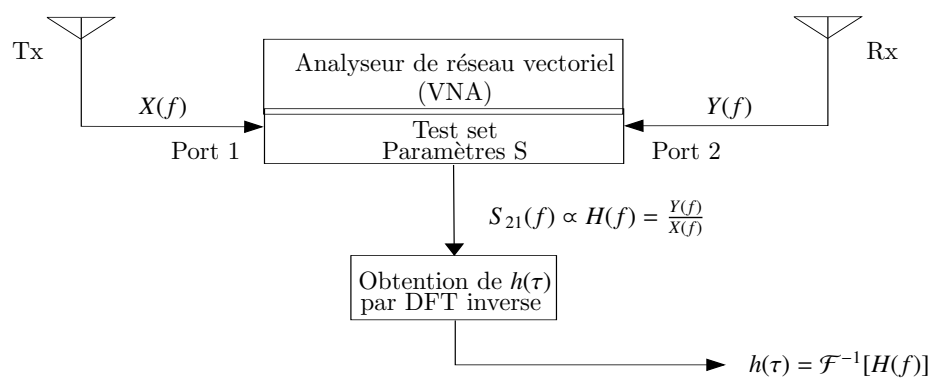 Tx
Rx
Analyseur de réseau vectoriel
(VNA)
X(f)
Y(f)
Test set
Paramètres S
Port 1
Port 2
S₂₁(f) ∝ H(f) = Y(f)/X(f)
Obtention de h(τ)
par DFT inverse
h(τ) = ℱ⁻¹[H(f)]